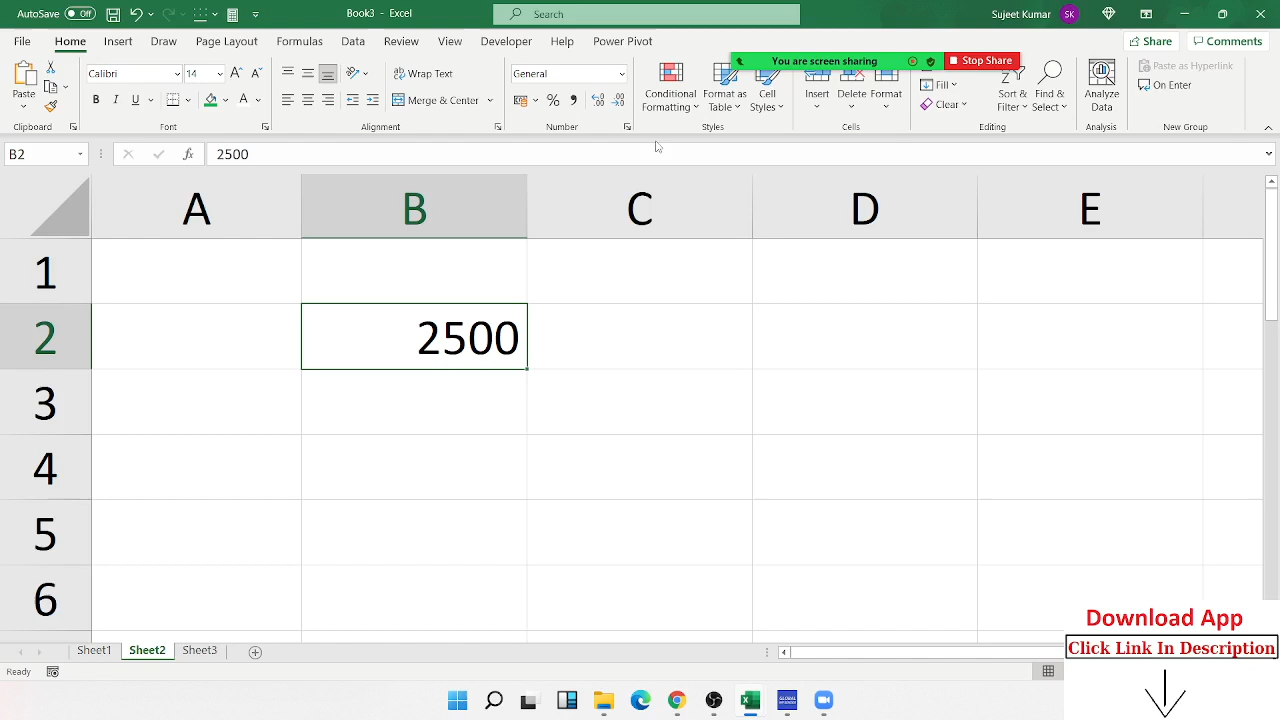 AutoSave Off
Book3 - Excel
Search
Sujeet Kumar SK
File Home Insert Draw Page Layout Formulas Data Review View Developer Help Power Pivot
Share Comments
You are screen sharing Stop Share
Paste
Calibri 14
B I U
Wrap Text
Merge & Center
General
Conditional Formatting
Format as Table
Cell Styles
Insert
Delete
Format
Fill
Clear
Sort & Filter
Find & Select
Analyze Data
Paste as Hyperlink
On Enter
Clipboard Font Alignment Number Styles Cells Editing Analysis New Group
B2 fx 2500
A B C D E
1
2 2500
3
4
5
6
Download App
Click Link In Description
Sheet1 Sheet2 Sheet3
Ready